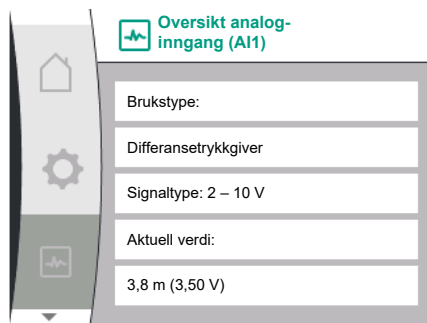 Oversikt analog-
inngang (AI1)
Brukstype:
Differansetrykkgiver
Signaltype: 2 – 10 V
Aktuell verdi:
3,8 m (3,50 V)